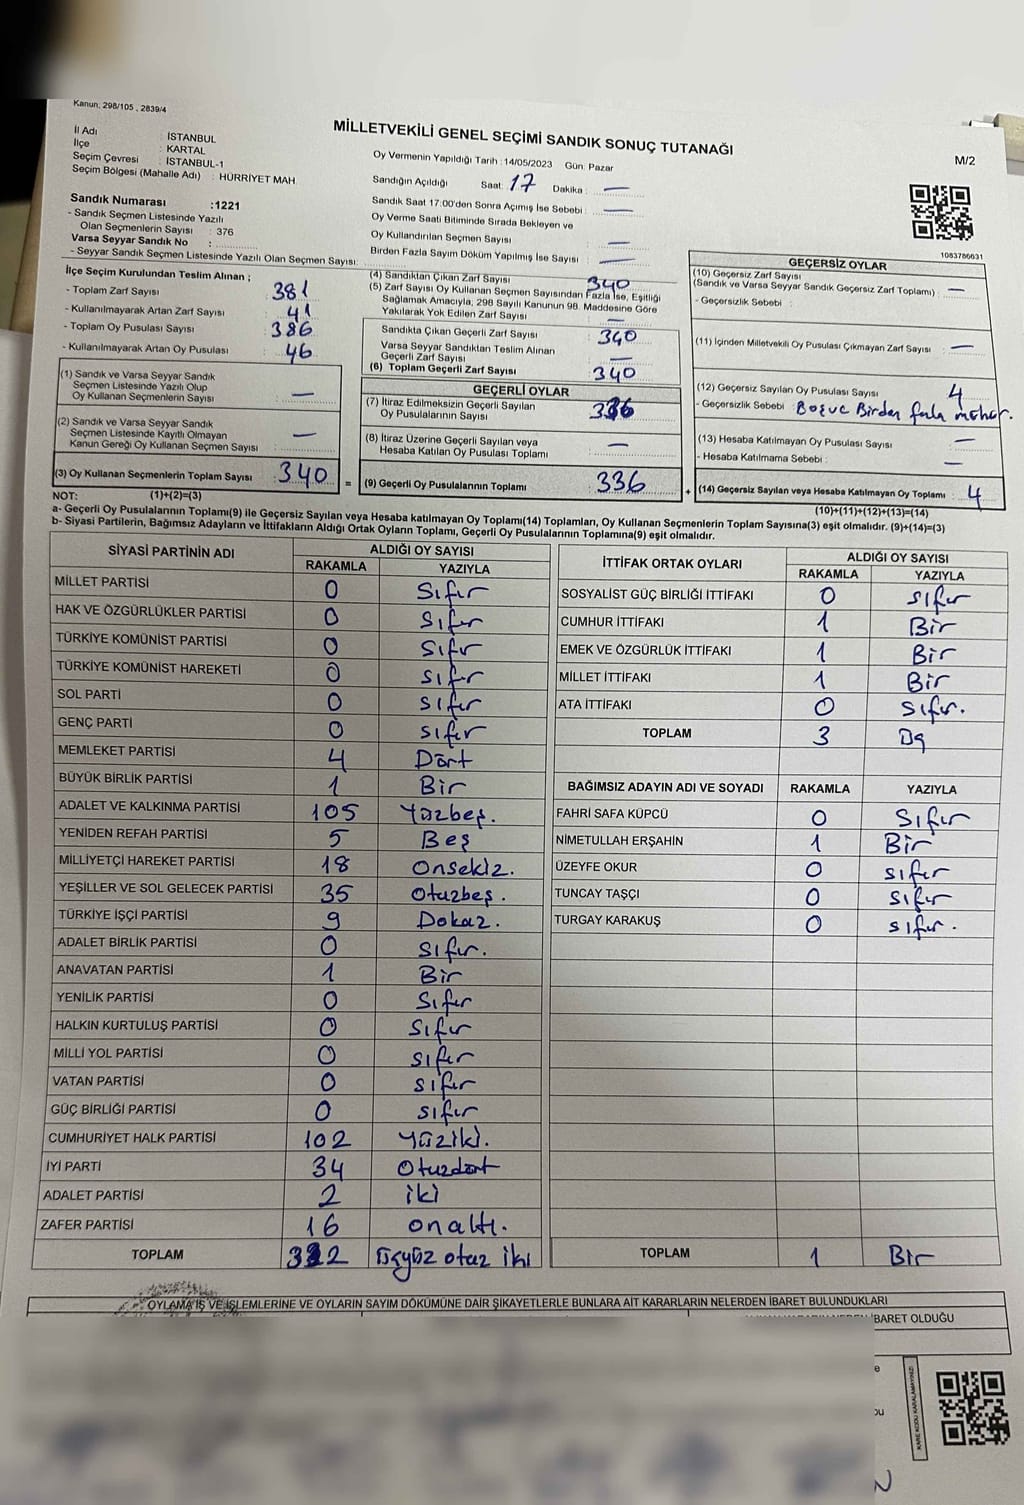 Kanun: 298/105 , 2839/4
MİLLETVEKİLİ GENEL SEÇİMİ SANDIK SONUÇ TUTANAĞI
M/2
İl Adı : İSTANBUL
İlçe : KARTAL
Seçim Çevresi : İSTANBUL-1
Seçim Bölgesi (Mahalle Adı) : HÜRRİYET MAH
Oy Vermenin Yapıldığı Tarih : 14/05/2023 Gün: Pazar
Sandığın Açıldığı Saat: 17 Dakika : —
Sandık Saat 17:00'den Sonra Açımış İse Sebebi : —
Oy Verme Saati Bitiminde Sırada Bekleyen ve
Oy Kullandırılan Seçmen Sayısı —
Birden Fazla Sayım Döküm Yapılmış İse Sayısı : —
Sandık Numarası :1221
- Sandık Seçmen Listesinde Yazılı
Olan Seçmenlerin Sayısı : 376
Varsa Seyyar Sandık No :
- Seyyar Sandık Seçmen Listesinde Yazılı Olan Seçmen Sayısı:
1083786631
İlçe Seçim Kurulundan Teslim Alınan ;
- Toplam Zarf Sayısı : 381
- Kullanılmayarak Artan Zarf Sayısı : 41
- Toplam Oy Pusulası Sayısı : 386
- Kullanılmayarak Artan Oy Pusulası : 46
(1) Sandık ve Varsa Seyyar Sandık
Seçmen Listesinde Yazılı Olup
Oy Kullanan Seçmenlerin Sayısı : —
(2) Sandık ve Varsa Seyyar Sandık
Seçmen Listesinde Kayıtlı Olmayan
Kanun Gereği Oy Kullanan Seçmen Sayısı : —
(3) Oy Kullanan Seçmenlerin Toplam Sayısı : 340
(4) Sandıktan Çıkan Zarf Sayısı : 340
(5) Zarf Sayısı Oy Kullanan Seçmen Sayısından Fazla İse, Eşitliği
Sağlamak Amacıyla, 298 Sayılı Kanunun 98. Maddesine Göre
Yakılarak Yok Edilen Zarf Sayısı : —
Sandıkta Çıkan Geçerli Zarf Sayısı : 340
Varsa Seyyar Sandıktan Teslim Alınan
Geçerli Zarf Sayısı : —
(6) Toplam Geçerli Zarf Sayısı : 340
GEÇERLİ OYLAR
(7) İtiraz Edilmeksizin Geçerli Sayılan
Oy Pusulalarının Sayısı : 336
(8) İtiraz Üzerine Geçerli Sayılan veya
Hesaba Katılan Oy Pusulası Toplamı : —
= (9) Geçerli Oy Pusulalarının Toplamı : 336
GEÇERSİZ OYLAR
(10) Geçersiz Zarf Sayısı
(Sandık ve Varsa Seyyar Sandık Geçersiz Zarf Toplamı) : —
- Geçersizlik Sebebi :
(11) İçinden Milletvekili Oy Pusulası Çıkmayan Zarf Sayısı : —
(12) Geçersiz Sayılan Oy Pusulası Sayısı : 4
- Geçersizlik Sebebi : Birden
(13) Hesaba Katılmayan Oy Pusulası Sayısı : —
- Hesaba Katılmama Sebebi : —
+ (14) Geçersiz Sayılan veya Hesaba Katılmayan Oy Toplamı : 4
NOT: (1)+(2)=(3) (10)+(11)+(12)+(13)=(14)
a- Geçerli Oy Pusulalarının Toplamı(9) ile Geçersiz Sayılan veya Hesaba katılmayan Oy Toplamı(14) Toplamları, Oy Kullanan Seçmenlerin Toplam Sayısına(3) eşit olmalıdır. (9)+(14)=(3)
b- Siyasi Partilerin, Bağımsız Adayların ve İttifakların Aldığı Ortak Oyların Toplamı, Geçerli Oy Pusulalarının Toplamına(9) eşit olmalıdır.
SİYASİ PARTİNİN ADI ALDIĞI OY SAYISI
RAKAMLA YAZIYLA
MİLLET PARTİSİ 0 Sıfır
HAK VE ÖZGÜRLÜKLER PARTİSİ 0 Sıfır
TÜRKİYE KOMÜNİST PARTİSİ 0 Sıfır
TÜRKİYE KOMÜNİST HAREKETİ 0 sıfır
SOL PARTİ 0 sıfır
GENÇ PARTİ 0 sıfır
MEMLEKET PARTİSİ 4 Dört
BÜYÜK BİRLİK PARTİSİ 1 Bir
ADALET VE KALKINMA PARTİSİ 105 Yüzbeş.
YENİDEN REFAH PARTİSİ 5 Beş
MİLLİYETÇİ HAREKET PARTİSİ 18 Onsekiz.
YEŞİLLER VE SOL GELECEK PARTİSİ 35 Otuzbeş.
TÜRKİYE İŞÇİ PARTİSİ 9 Dokuz.
ADALET BİRLİK PARTİSİ 0 sıfır.
ANAVATAN PARTİSİ 1 Bir
YENİLİK PARTİSİ 0 Sıfır
HALKIN KURTULUŞ PARTİSİ 0 Sıfır
MİLLİ YOL PARTİSİ 0 sıfır
VATAN PARTİSİ 0 sıfır
GÜÇ BİRLİĞİ PARTİSİ 0 sıfır
CUMHURİYET HALK PARTİSİ 102 Yüziki.
İYİ PARTİ 34 Otuzdört
ADALET PARTİSİ 2 iki
ZAFER PARTİSİ 16 onaltı.
TOPLAM 332 üçyüz otuz iki
İTTİFAK ORTAK OYLARI ALDIĞI OY SAYISI
RAKAMLA YAZIYLA
SOSYALİST GÜÇ BİRLİĞİ İTTİFAKI 0 sıfır
CUMHUR İTTİFAKI 1 Bir
EMEK VE ÖZGÜRLÜK İTTİFAKI 1 Bir
MİLLET İTTİFAKI 1 Bir
ATA İTTİFAKI 0 sıfır.
TOPLAM 3
BAĞIMSIZ ADAYIN ADI VE SOYADI RAKAMLA YAZIYLA
FAHRİ SAFA KÜPCÜ 0 Sıfır
NİMETULLAH ERŞAHİN 1 Bir
ÜZEYFE OKUR 0 sıfır
TUNCAY TAŞÇI 0 sıfır
TURGAY KARAKUŞ 0 sıfır.
TOPLAM 1 Bir
OYLAMA İŞ VE İŞLEMLERİNE VE OYLARIN SAYIM DÖKÜMÜNE DAİR ŞİKAYETLERLE BUNLARA AİT KARARLARIN NELERDEN İBARET BULUNDUKLARI
İBARET OLDUĞU
KARE KODU KARALAMAYINIZ